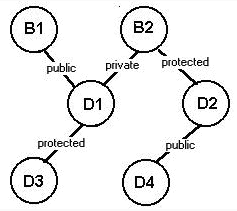 B1 B2
public private protected
D1 D2
protected public
D3 D4